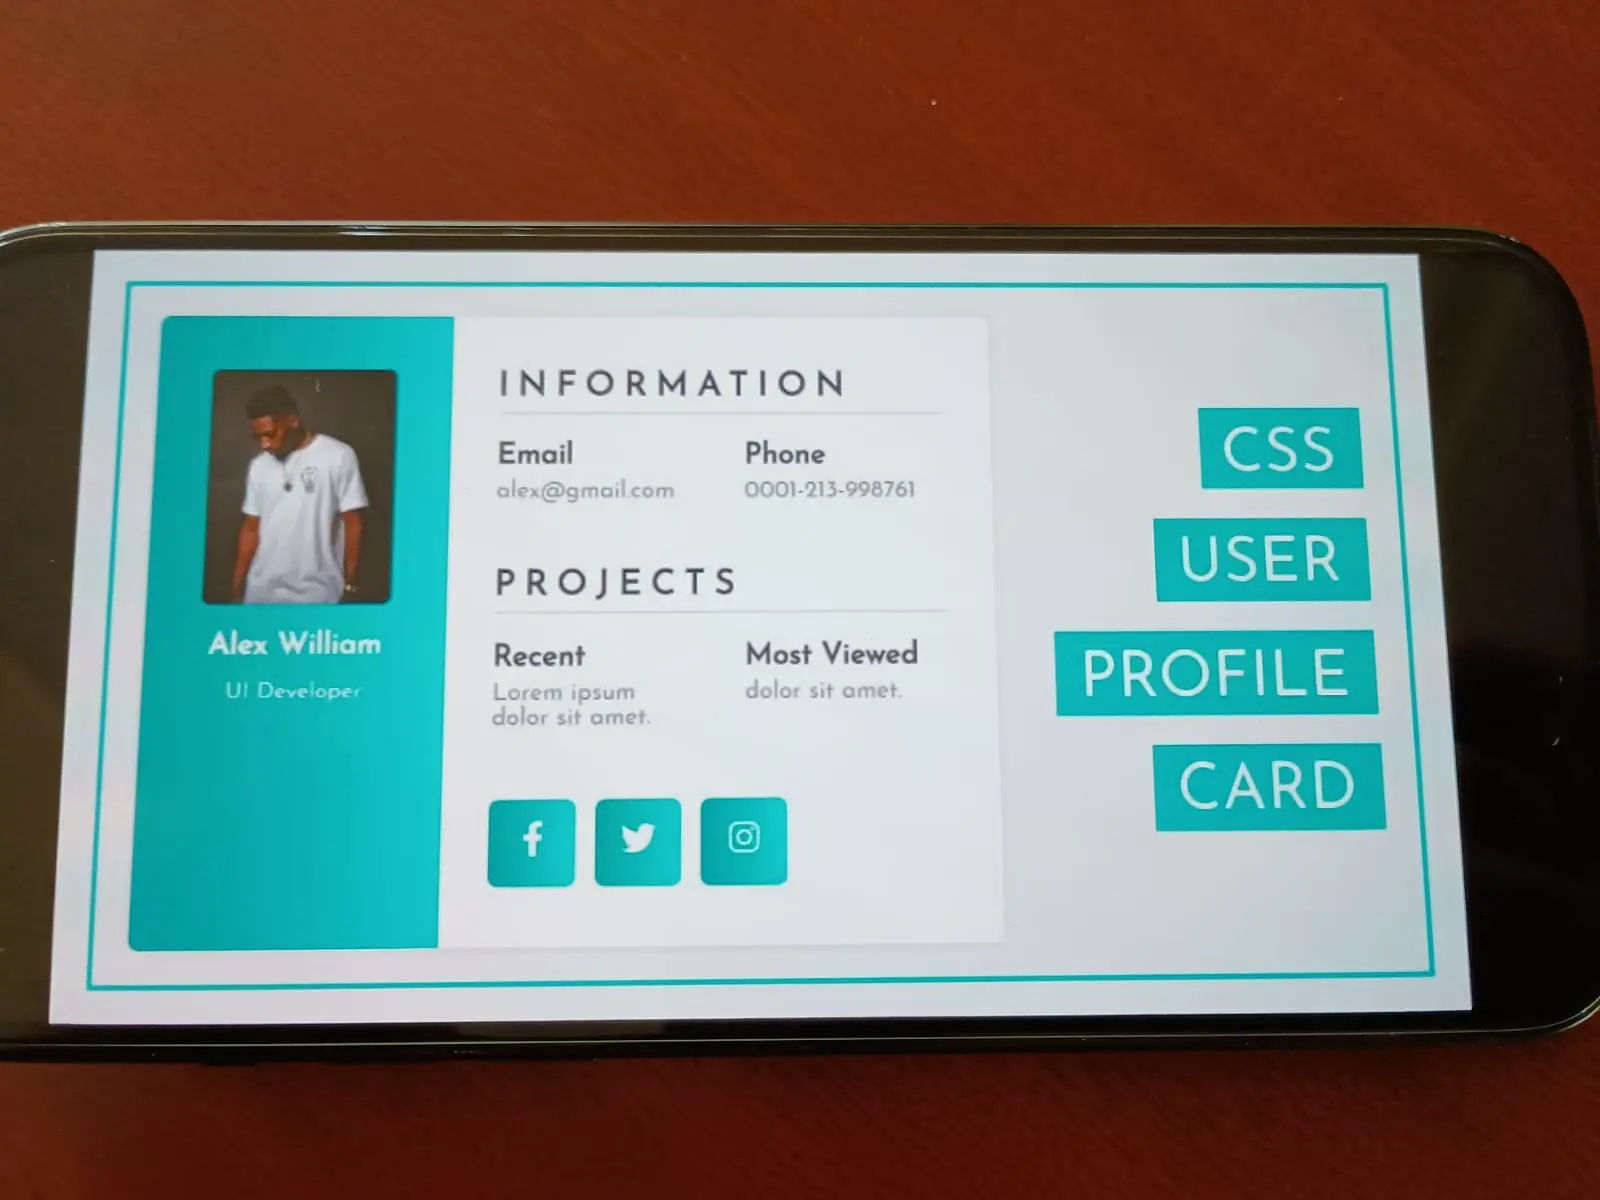 Alex William
UI Developer
INFORMATION
Email
alex@gmail.com
Phone
0001-213-998761
PROJECTS
Recent
Lorem ipsum
dolor sit amet.
Most Viewed
dolor sit amet.
CSS
USER
PROFILE
CARD